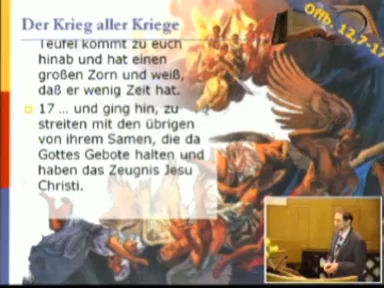 Der Krieg aller Kriege
Offb. 12,7-17
Teufel kommt zu euch
hinab und hat einen
großen Zorn und weiß,
daß er wenig Zeit hat.
17 ... und ging hin, zu
streiten mit den übrigen
von ihrem Samen, die da
Gottes Gebote halten und
haben das Zeugnis Jesu
Christi.